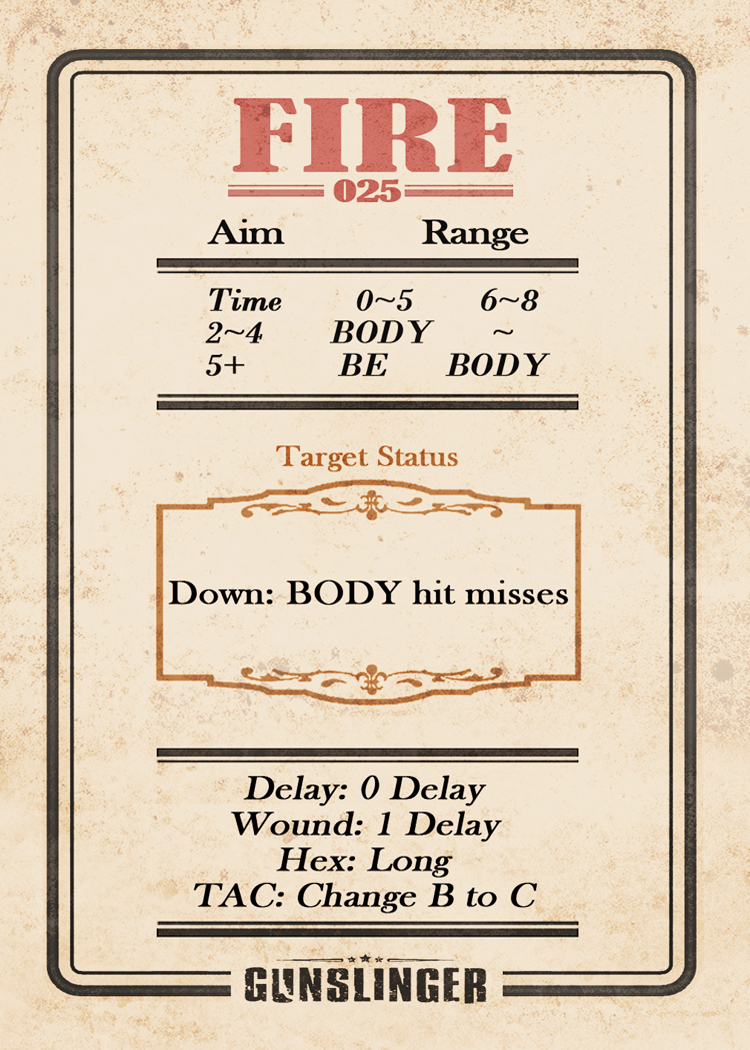 FIRE
025
Aim Range
Time 0~5 6~8
2~4 BODY ~
5+ BE BODY
Target Status
Down: BODY hit misses
Delay: 0 Delay
Wound: 1 Delay
Hex: Long
TAC: Change B to C
GUNSLINGER